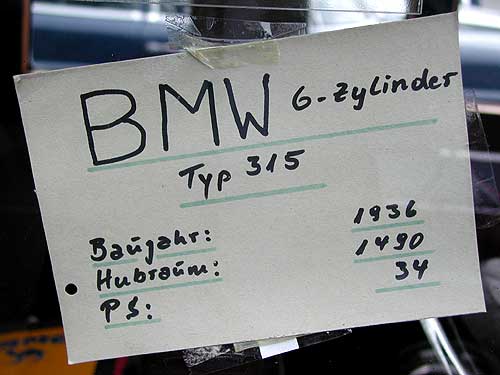 BMW 6-Zylinder
Typ 315
Baujahr: 1936
Hubraum: 1490
PS: 34